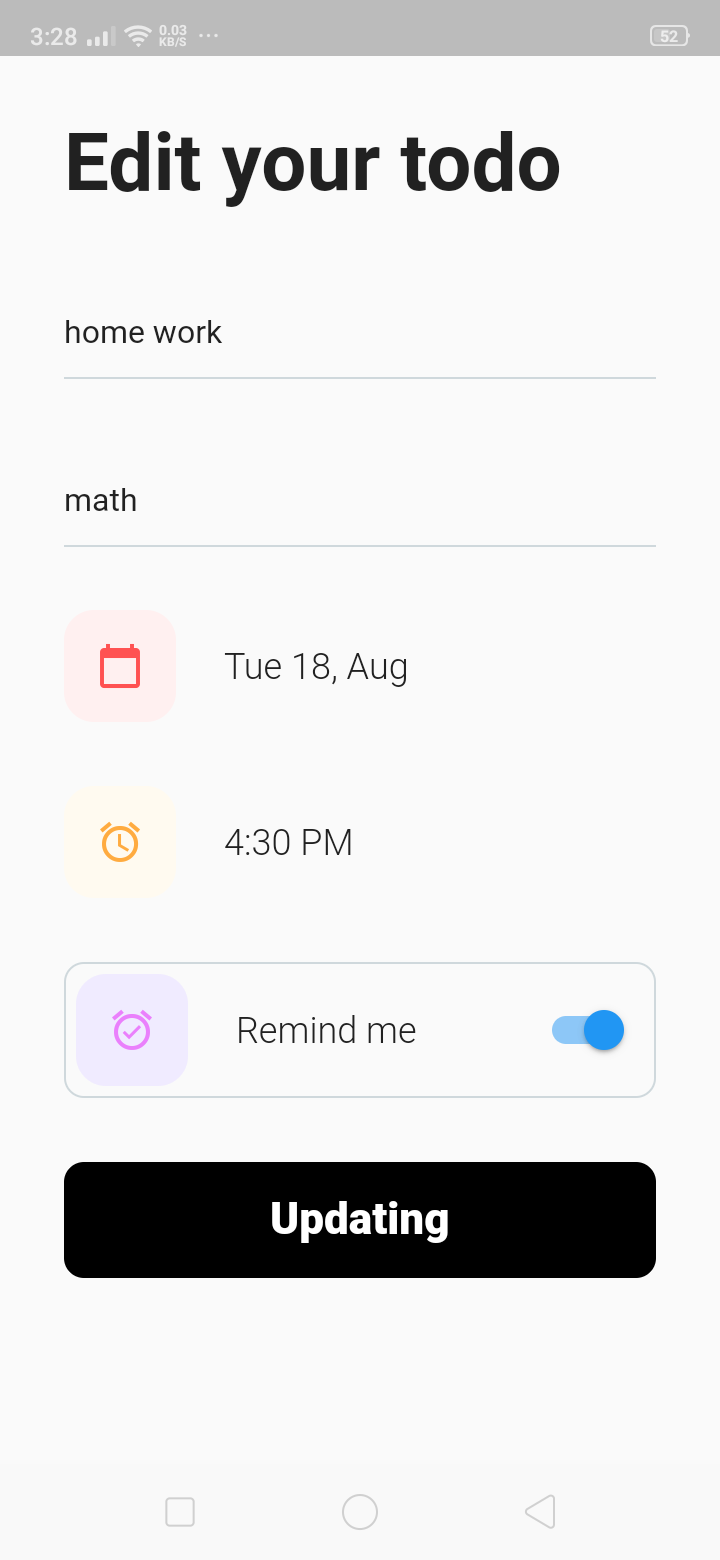 3:28 0.03 KB/S ... 52
Edit your todo
home work
math
Tue 18, Aug
4:30 PM
Remind me
Updating